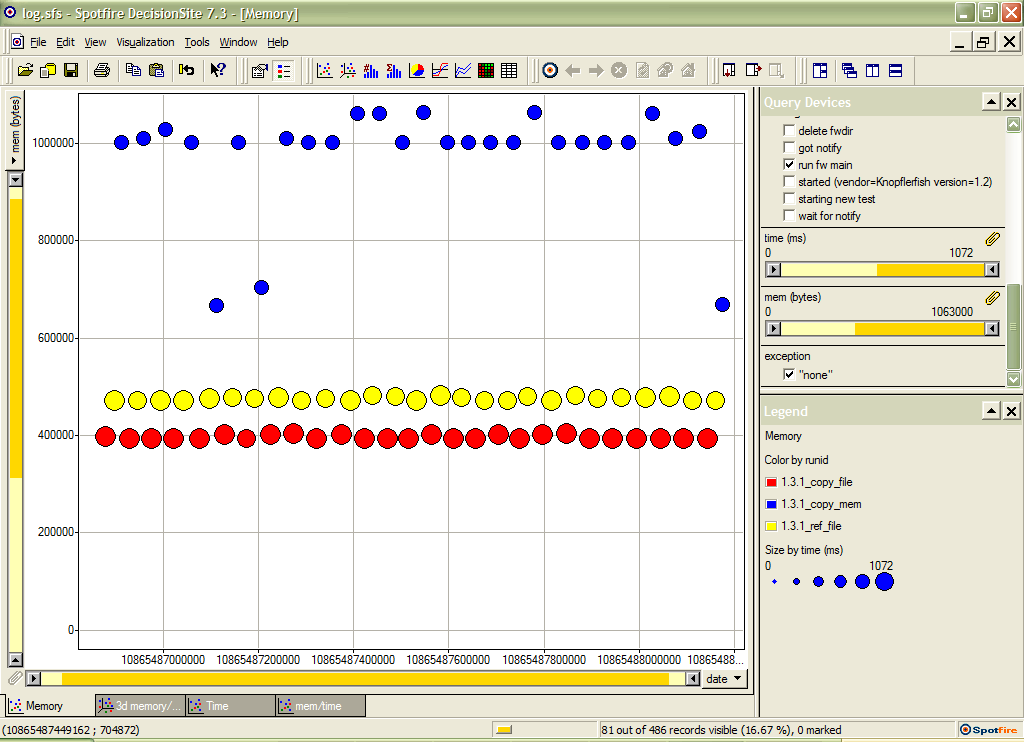 log.sfs - Spotfire DecisionSite 7.3 - [Memory]
File Edit View Visualization Tools Window Help
mem (bytes)
1000000
800000
600000
400000
200000
0
10865487000000 10865487200000 10865487400000 10865487600000 10865487800000 10865488000000 10865488...
date
Query Devices
delete fwdir
got notify
run fw main
started (vendor=Knopflerfish version=1.2)
starting new test
wait for notify
time (ms)
0 1072
mem (bytes)
0 1063000
exception
"none"
Legend
Memory
Color by runid
1.3.1_copy_file
1.3.1_copy_mem
1.3.1_ref_file
Size by time (ms)
0 1072
Memory 3d memory/... Time mem/time
(10865487449162 ; 704872) 81 out of 486 records visible (16.67 %), 0 marked Spotfire